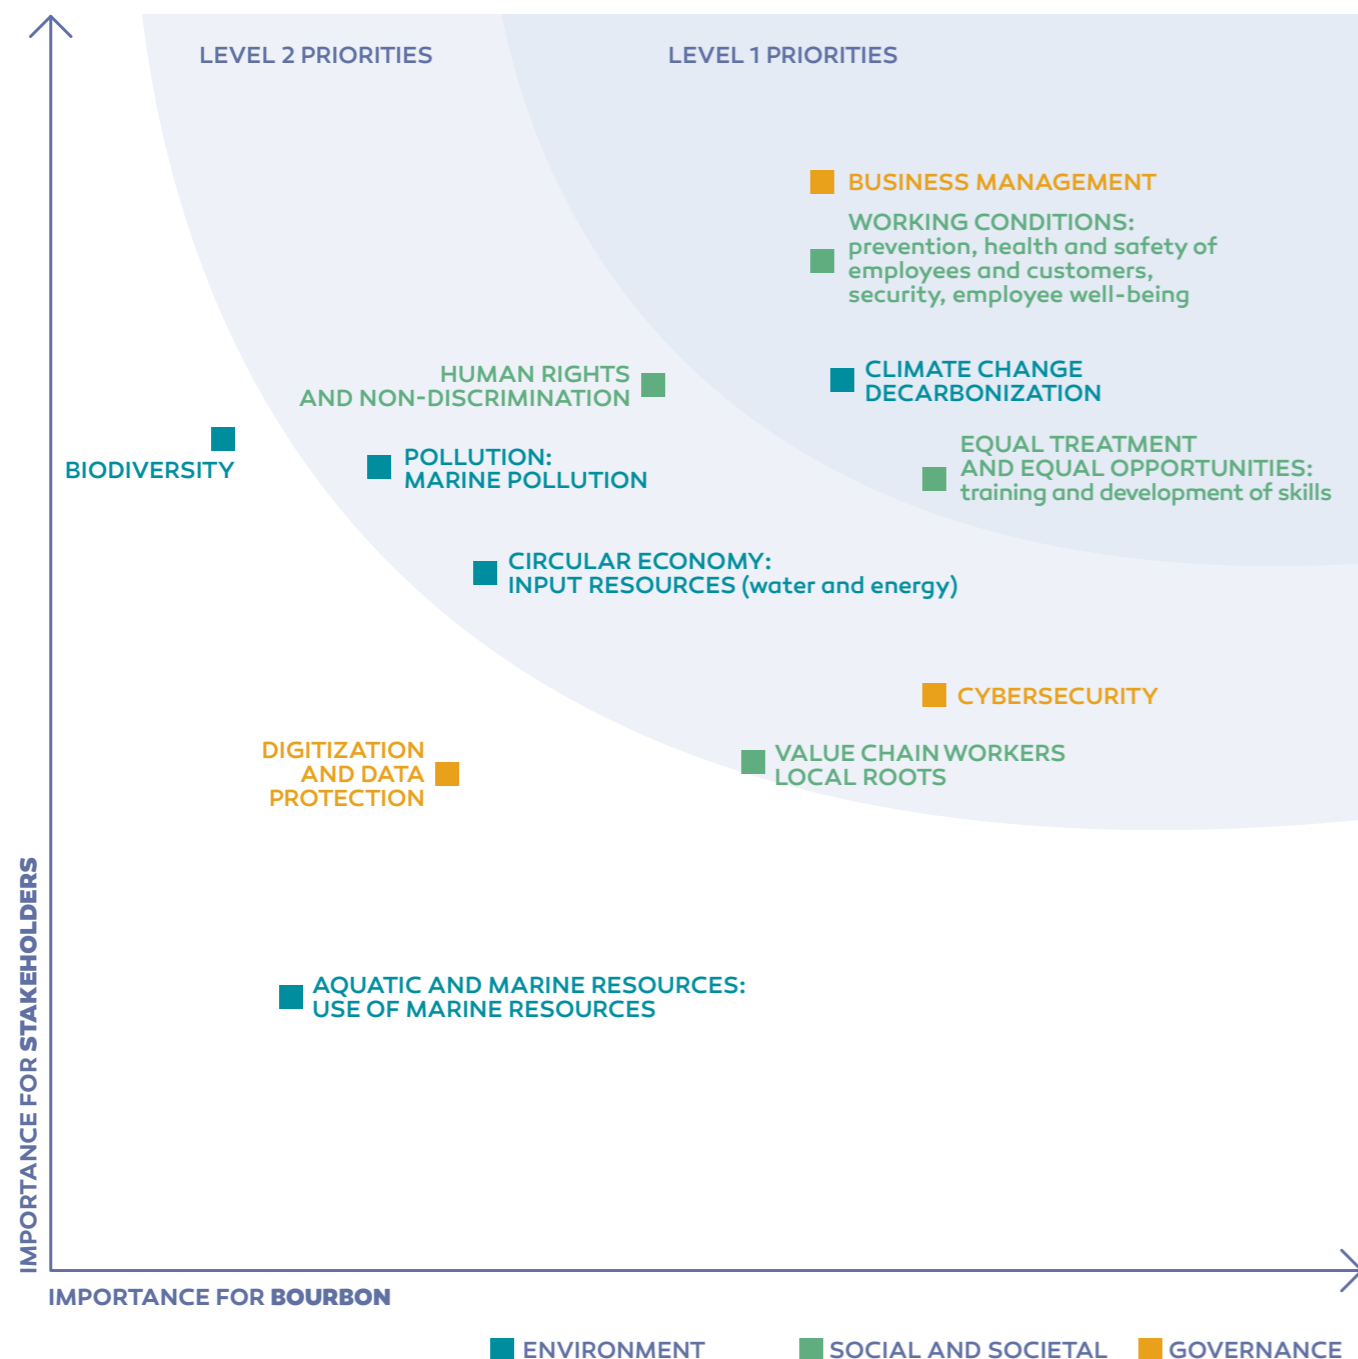 LEVEL 2 PRIORITIES
LEVEL 1 PRIORITIES
BUSINESS MANAGEMENT
WORKING CONDITIONS:
prevention, health and safety of
employees and customers,
security, employee well-being
HUMAN RIGHTS
AND NON-DISCRIMINATION
CLIMATE CHANGE
DECARBONIZATION
BIODIVERSITY
POLLUTION:
MARINE POLLUTION
EQUAL TREATMENT
AND EQUAL OPPORTUNITIES:
training and development of skills
CIRCULAR ECONOMY:
INPUT RESOURCES (water and energy)
CYBERSECURITY
DIGITIZATION
AND DATA
PROTECTION
VALUE CHAIN WORKERS
LOCAL ROOTS
AQUATIC AND MARINE RESOURCES:
USE OF MARINE RESOURCES
IMPORTANCE FOR STAKEHOLDERS
IMPORTANCE FOR BOURBON
ENVIRONMENT
SOCIAL AND SOCIETAL
GOVERNANCE